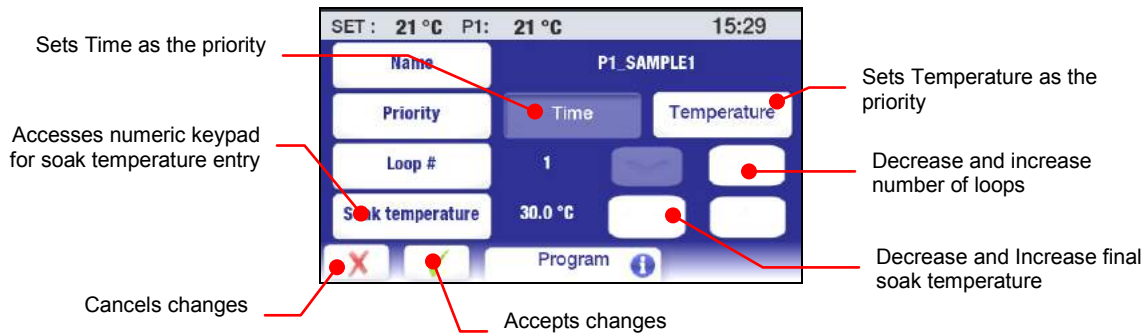 SET : 21 °C P1: 21 °C 15:29
Sets Time as the priority
Name P1_SAMPLE1
Sets Temperature as the
priority
Priority Time Temperature
Accesses numeric keypad
for soak temperature entry
Loop # 1
Decrease and increase
number of loops
Soak temperature 30.0 °C
Decrease and Increase final
soak temperature
Program i
Cancels changes
Accepts changes